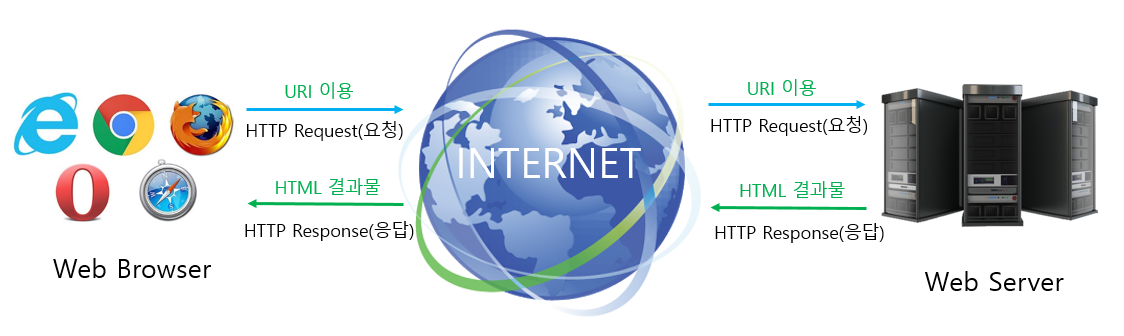 URI 이용
HTTP Request(요청)
HTML 결과물
HTTP Response(응답)
Web Browser
INTERNET
URI 이용
HTTP Request(요청)
HTML 결과물
HTTP Response(응답)
Web Server